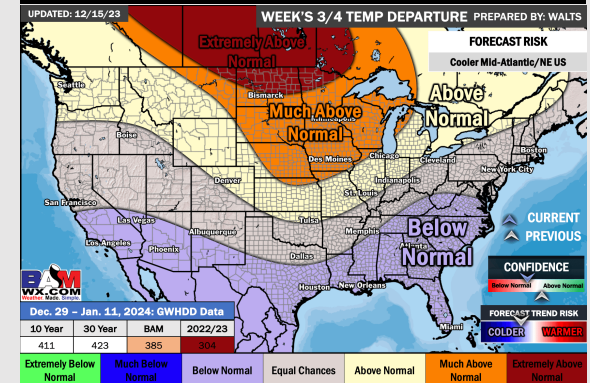 UPDATED: 12/15/23
WEEK'S 3/4 TEMP DEPARTURE PREPARED BY: WALTS
FORECAST RISK
Cooler Mid-Atlantic/NE US
Extremely Above
Normal
Above
Normal
Seattle
Bismarck
Much Above
Normal
Minneapolis
Boise
Des Moines
Chicago
Cleveland
Boston
New York City
Denver
Indianapolis
St. Louis
San Francisco
Las Vegas
Tulsa
Albuquerque
Memphis
Below
Normal
Atlanta
Los Angeles
Phoenix
Dallas
Houston
New Orleans
Miami
CURRENT
PREVIOUS
CONFIDENCE
Below Normal Above Normal
FORECAST TREND RISK
COLDER WARMER
BAM
WX.COM
Weather. Made. Simple.
Dec. 29 – Jan. 11, 2024: GWHDD Data
10 Year 30 Year BAM 2022/23
411 423 385 304
Extremely Below Normal
Much Below Normal
Below Normal
Equal Chances
Above Normal
Much Above Normal
Extremely Above Normal